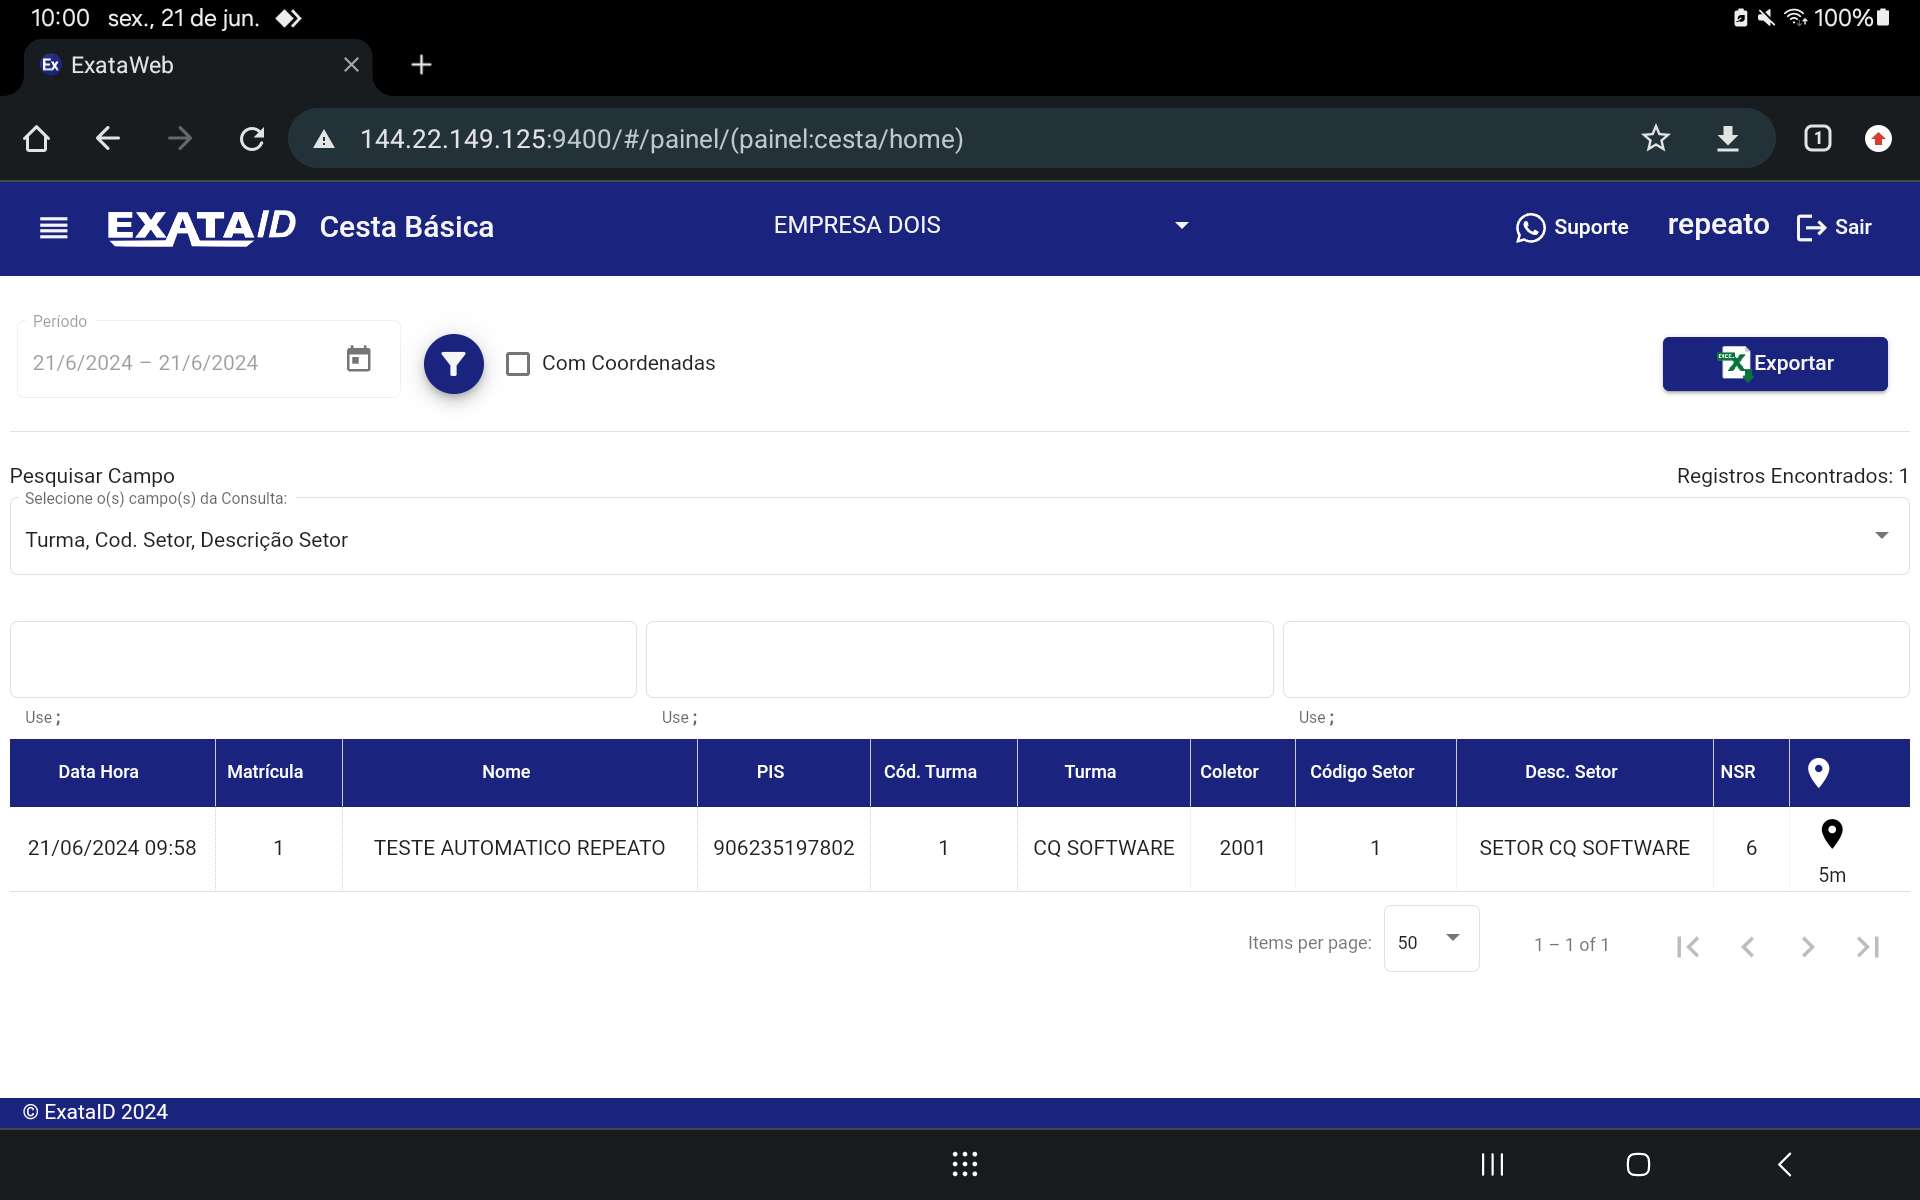 10:00 sex., 21 de jun. 100%
Ex ExataWeb
144.22.149.125:9400/#/painel/(painel:cesta/home) 1
EXATAID Cesta Básica EMPRESA DOIS Suporte repeato Sair
Período
21/6/2024 – 21/6/2024 Com Coordenadas Exportar
Pesquisar Campo Registros Encontrados: 1
Selecione o(s) campo(s) da Consulta:
Turma, Cod. Setor, Descrição Setor
Use ; Use ; Use ;
Data Hora Matrícula Nome PIS Cód. Turma Turma Coletor Código Setor Desc. Setor NSR
21/06/2024 09:58 1 TESTE AUTOMATICO REPEATO 906235197802 1 CQ SOFTWARE 2001 1 SETOR CQ SOFTWARE 6
5m
Items per page: 50 1 – 1 of 1
© ExataID 2024